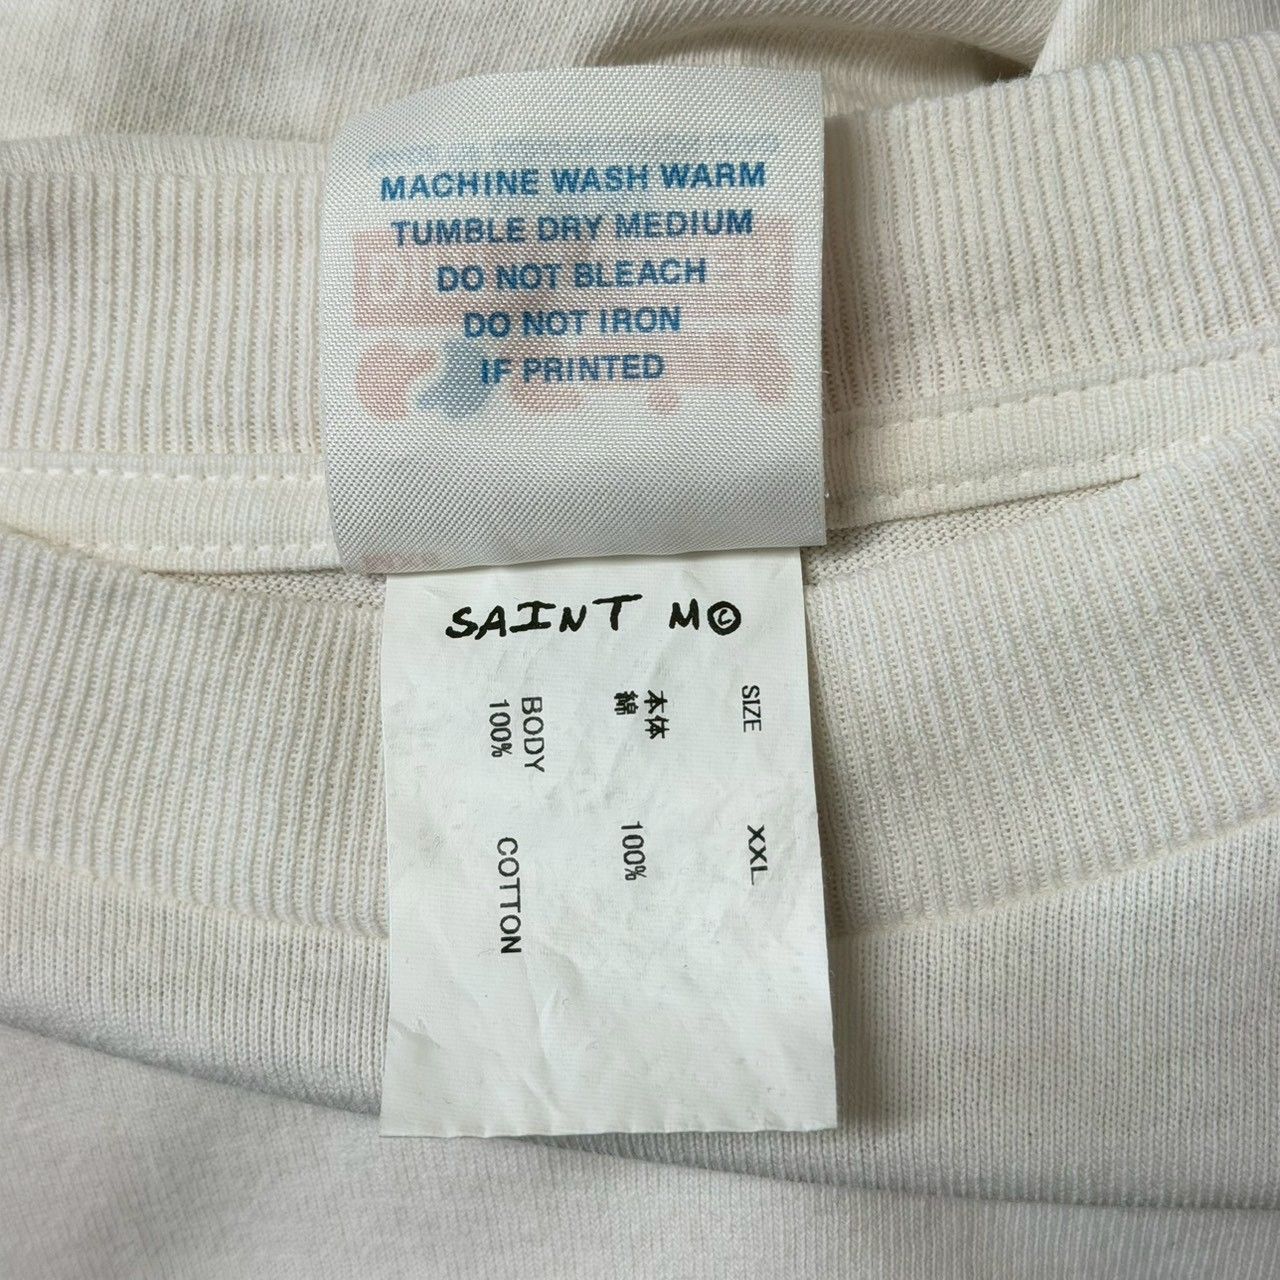 MACHINE WASH WARM
TUMBLE DRY MEDIUM
DO NOT BLEACH
DO NOT IRON
IF PRINTED
SAINT M©
SIZE XXL
本体
綿 100%
BODY
100% COTTON